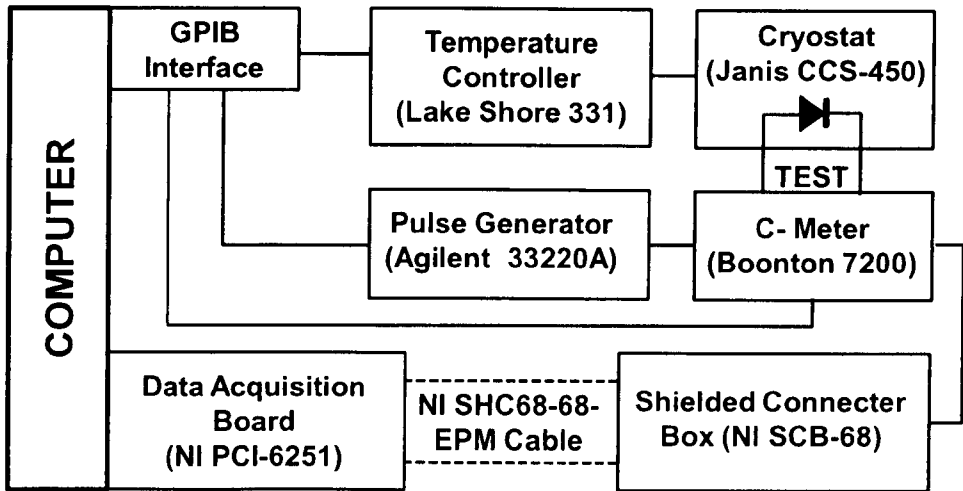 COMPUTER
GPIB
Interface
Temperature
Controller
(Lake Shore 331)
Cryostat
(Janis CCS-450)
TEST
Pulse Generator
(Agilent 33220A)
C- Meter
(Boonton 7200)
Data Acquisition
Board
(NI PCI-6251)
NI SHC68-68-
EPM Cable
Shielded Connecter
Box (NI SCB-68)